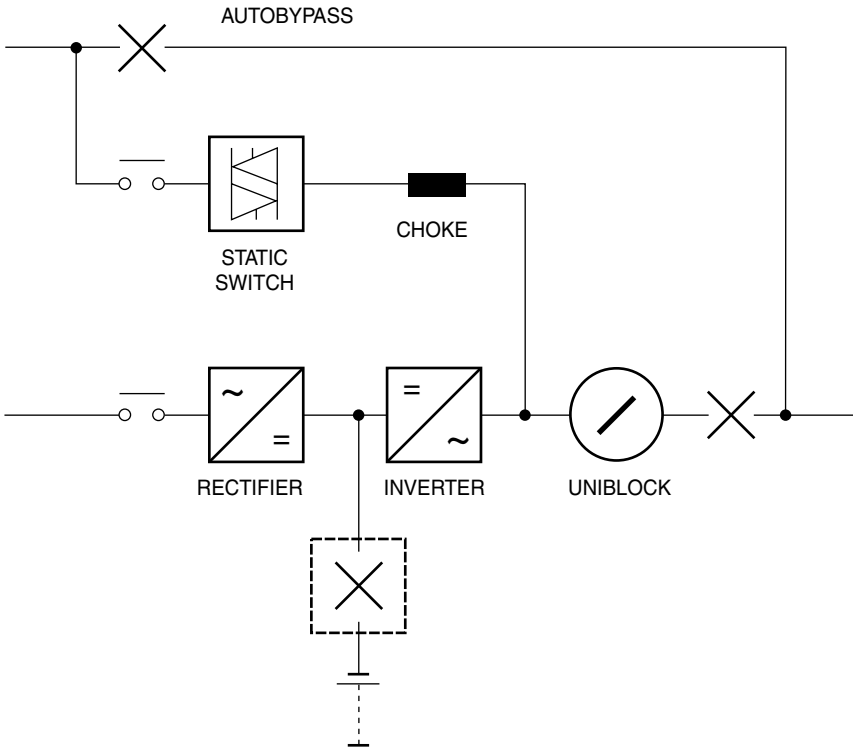 AUTOBYPASS
CHOKE
STATIC
SWITCH
~
=
=
~
RECTIFIER
INVERTER
UNIBLOCK